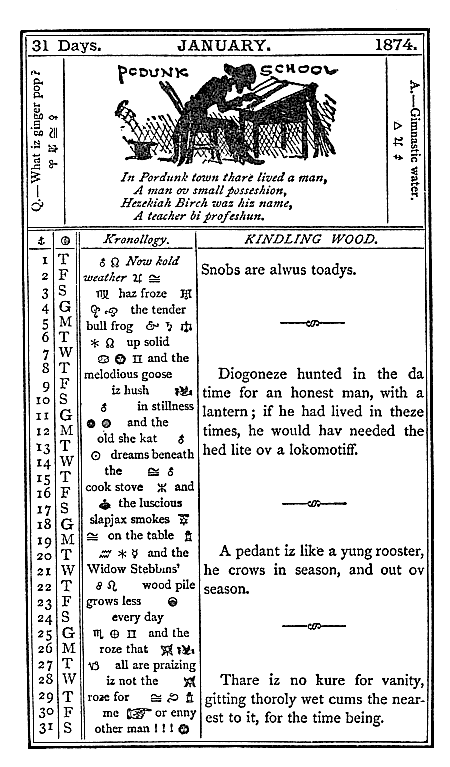 31 Days. JANUARY. 1874.
Q.—What iz ginger pop?
PODUNK SCHOOL
A.—Gimnastic water.
In Pordunk town thare lived a man,
A man ov small posseshion,
Hezekiah Birch waz hiz name,
A teacher bi profeshun.
Kronollogy. KINDLING WOOD.
1 T Now kold
2 F weather
3 S haz froze
4 G the tender
5 M bull frog
6 T up solid
7 W and the
8 T melodious goose
9 F iz hush
10 S in stillness
11 G and the
12 M old she kat
13 T dreams beneath
14 W the
15 T cook stove and
16 F the luscious
17 S slapjax smokes
18 G on the table
19 M and the
20 T Widow Stebbins'
21 W wood pile
22 T grows less
23 F every day
24 S and the
25 G roze that
26 M all are praizing
27 T iz not the
28 W roze for
29 T me or enny
30 F other man ! ! !
31 S
Snobs are alwus toadys.
Diogoneze hunted in the da
time for an honest man, with a
lantern; if he had lived in theze
times, he would hav needed the
hed lite ov a lokomotiff.
A pedant iz like a yung rooster,
he crows in season, and out ov
season.
Thare iz no kure for vanity,
gitting thoroly wet cums the near-
est to it, for the time being.